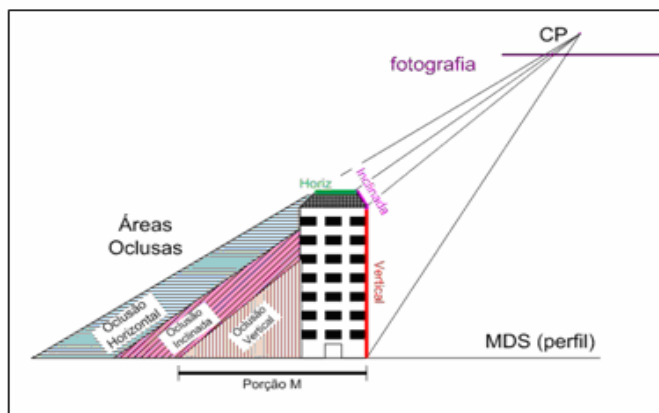 CP
fotografia
Horiz
Inclinada
Áreas
Oclusas
Vertical
Oclusão
Horizontal
Oclusão
Inclinada
Oclusão
Vertical
MDS (perfil)
Porção M